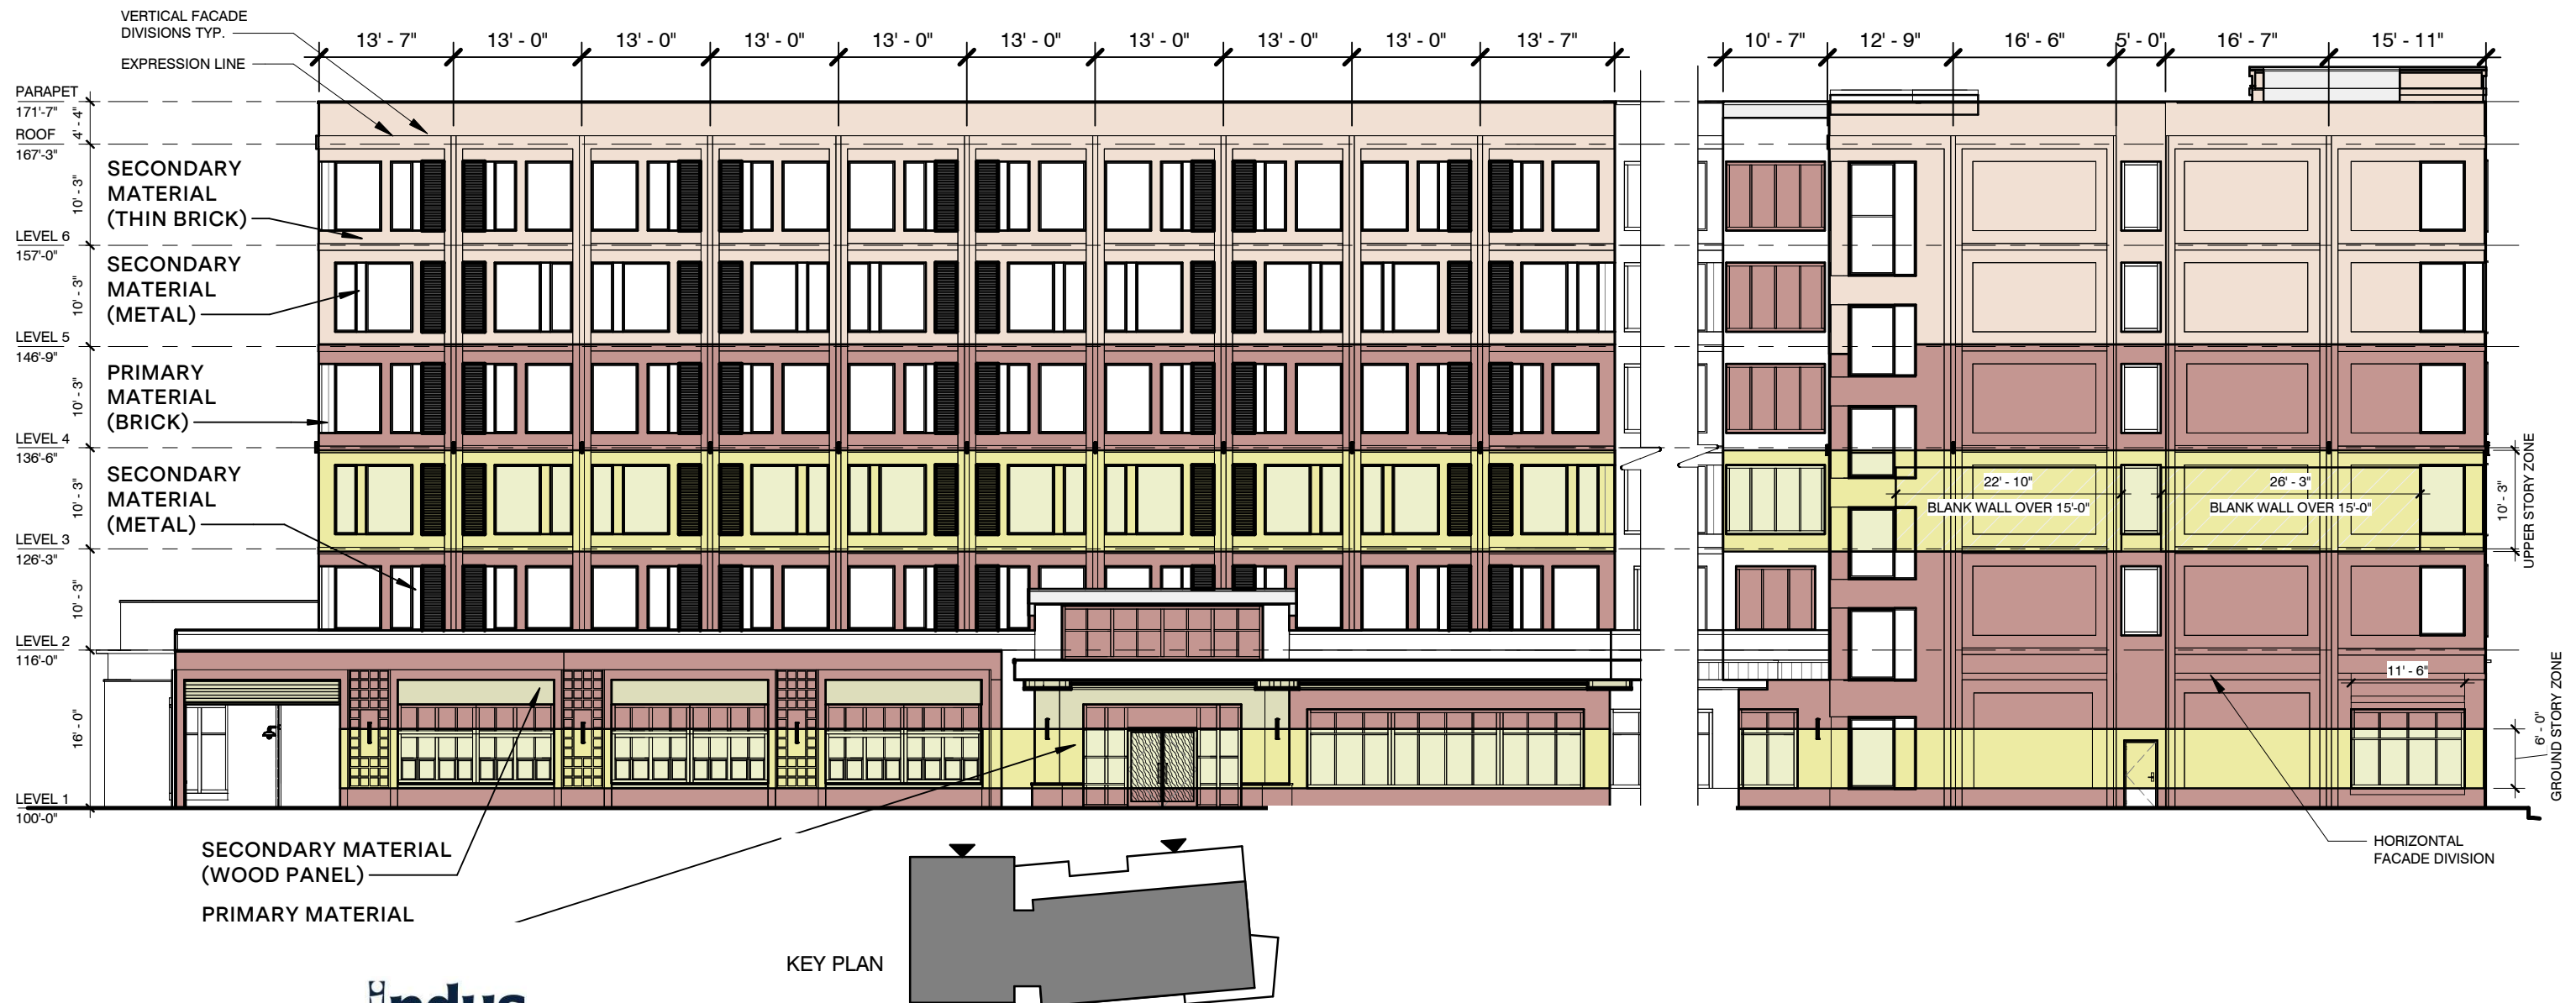 VERTICAL FACADE
DIVISIONS TYP.
EXPRESSION LINE
13' - 7"
13' - 0"
13' - 0"
13' - 0"
13' - 0"
13' - 0"
13' - 0"
13' - 0"
13' - 0"
13' - 7"
10' - 7"
12' - 9"
16' - 6"
5' - 0"
16' - 7"
15' - 11"
PARAPET
171'-7"
4' - 4"
ROOF
167'-3"
10' - 3"
SECONDARY
MATERIAL
(THIN BRICK)
LEVEL 6
157'-0"
10' - 3"
SECONDARY
MATERIAL
(METAL)
LEVEL 5
146'-9"
10' - 3"
PRIMARY
MATERIAL
(BRICK)
LEVEL 4
136'-6"
10' - 3"
SECONDARY
MATERIAL
(METAL)
LEVEL 3
126'-3"
10' - 3"
LEVEL 2
116'-0"
16' - 0"
LEVEL 1
100'-0"
22' - 10"
BLANK WALL OVER 15'-0"
26' - 3"
BLANK WALL OVER 15'-0"
10' - 3"
UPPER STORY ZONE
11' - 6"
6' - 0"
GROUND STORY ZONE
HORIZONTAL
FACADE DIVISION
SECONDARY MATERIAL
(WOOD PANEL)
PRIMARY MATERIAL
KEY PLAN
indus